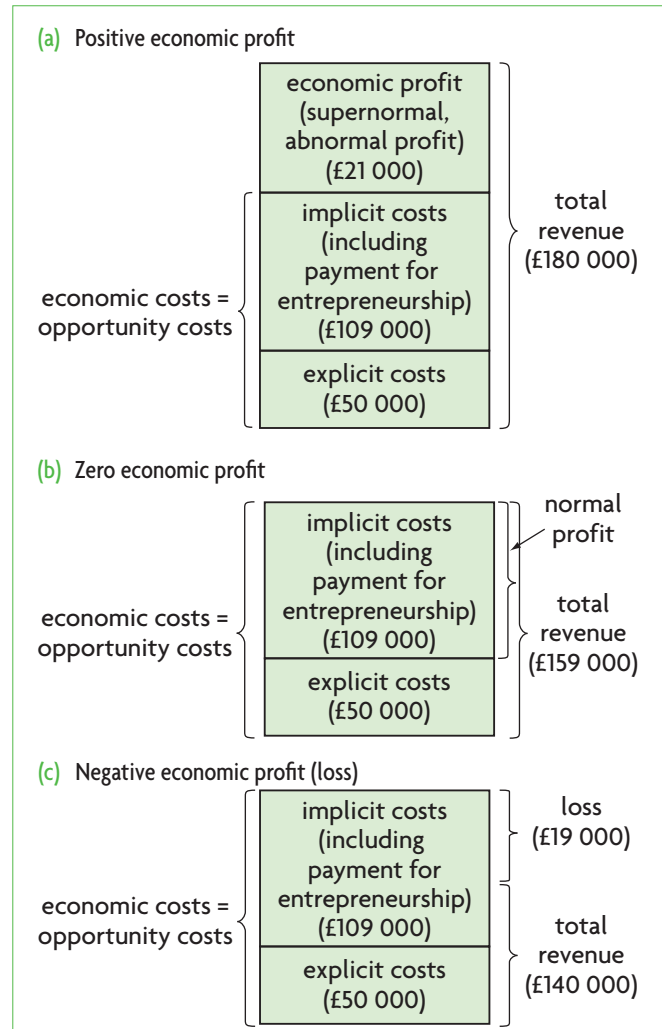 (a) Positive economic profit
economic profit
(supernormal,
abnormal profit)
(£21 000)
implicit costs
(including
payment for
entrepreneurship)
(£109 000)
explicit costs
(£50 000)
economic costs =
opportunity costs
total
revenue
(£180 000)
(b) Zero economic profit
implicit costs
(including
payment for
entrepreneurship)
(£109 000)
explicit costs
(£50 000)
economic costs =
opportunity costs
normal
profit
total
revenue
(£159 000)
(c) Negative economic profit (loss)
implicit costs
(including
payment for
entrepreneurship)
(£109 000)
explicit costs
(£50 000)
economic costs =
opportunity costs
loss
(£19 000)
total
revenue
(£140 000)